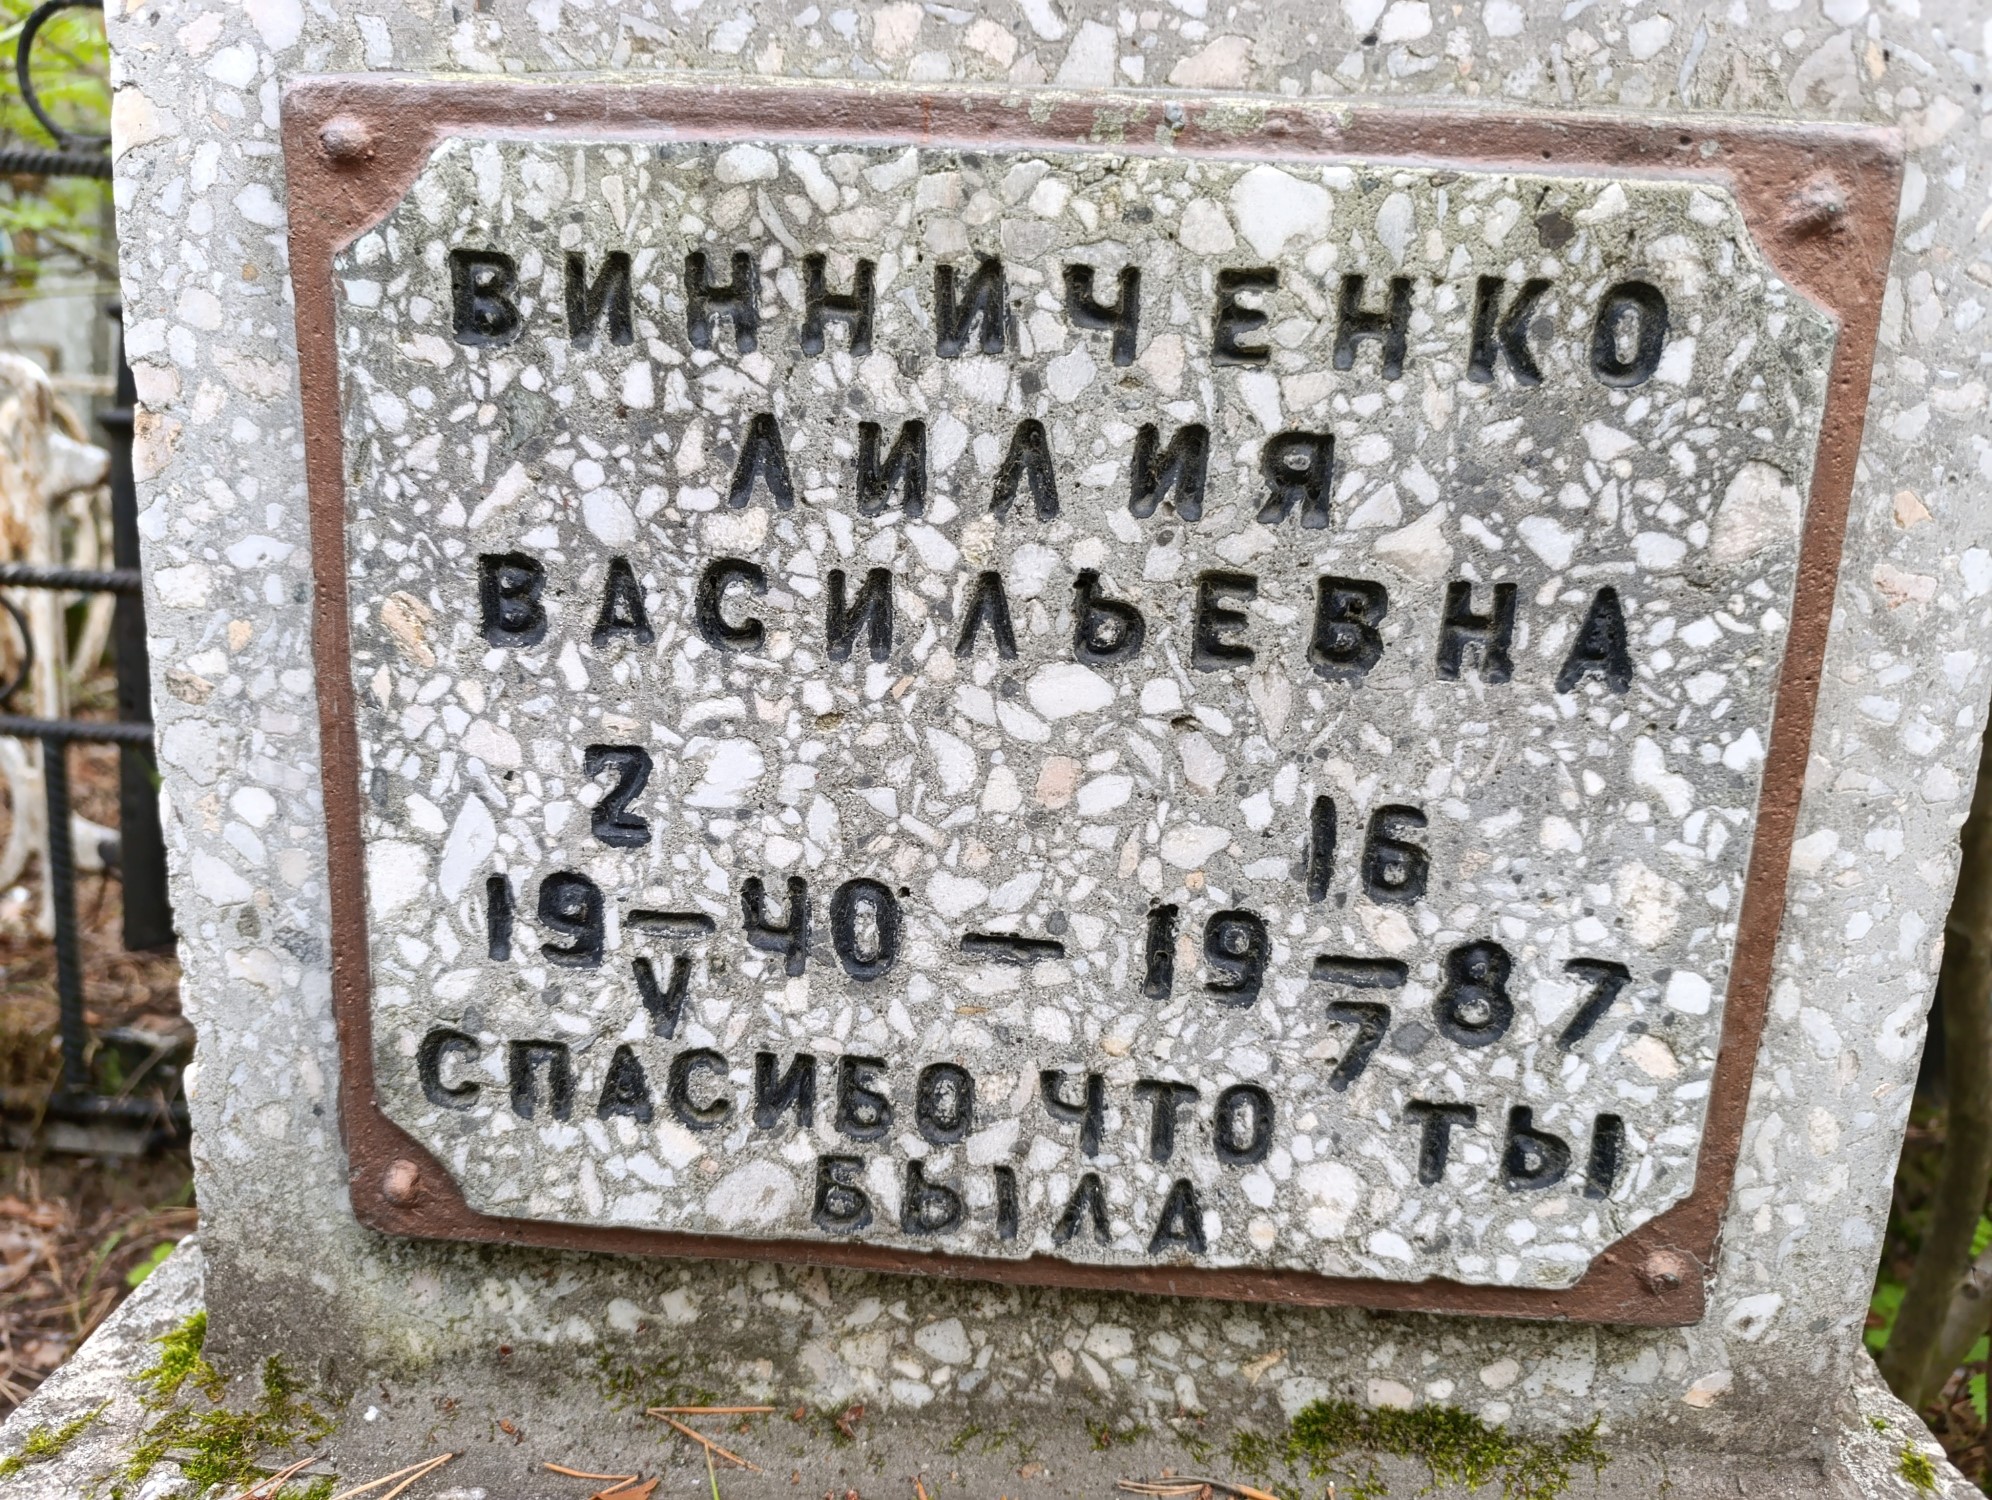 ВИННИЧЕНКО
ЛИЛИЯ
ВАСИЛЬЕВНА
2 16
19 — 40 — 19 — 87
V 7
СПАСИБО ЧТО ТЫ
БЫЛА